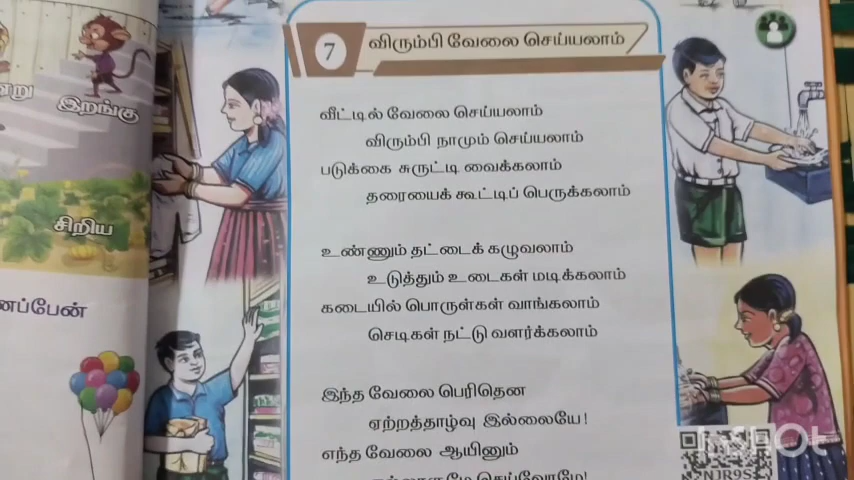 இறங்கு
சிறிய
7
விரும்பி வேலை செய்யலாம்
வீட்டில் வேலை செய்யலாம்
விரும்பி நாமும் செய்யலாம்
படுக்கை சுருட்டி வைக்கலாம்
தரையைக் கூட்டிப் பெருக்கலாம்
உண்ணும் தட்டைக் கழுவலாம்
உடுத்தும் உடைகள் மடிக்கலாம்
கடையில் பொருள்கள் வாங்கலாம்
செடிகள் நட்டு வளர்க்கலாம்
இந்த வேலை பெரிதென
ஏற்றத்தாழ்வு இல்லையே!
எந்த வேலை ஆயினும்